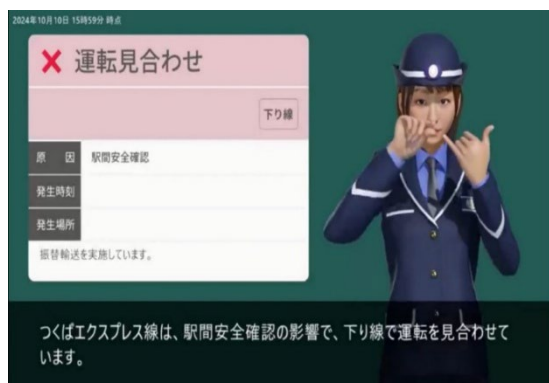 2024年10月10日 15時59分 時点
✕ 運転見合わせ
下り線
原 因 駅間安全確認
発生時刻
発生場所
振替輸送を実施しています。
つくばエクスプレス線は、駅間安全確認の影響で、下り線で運転を見合わせて
います。